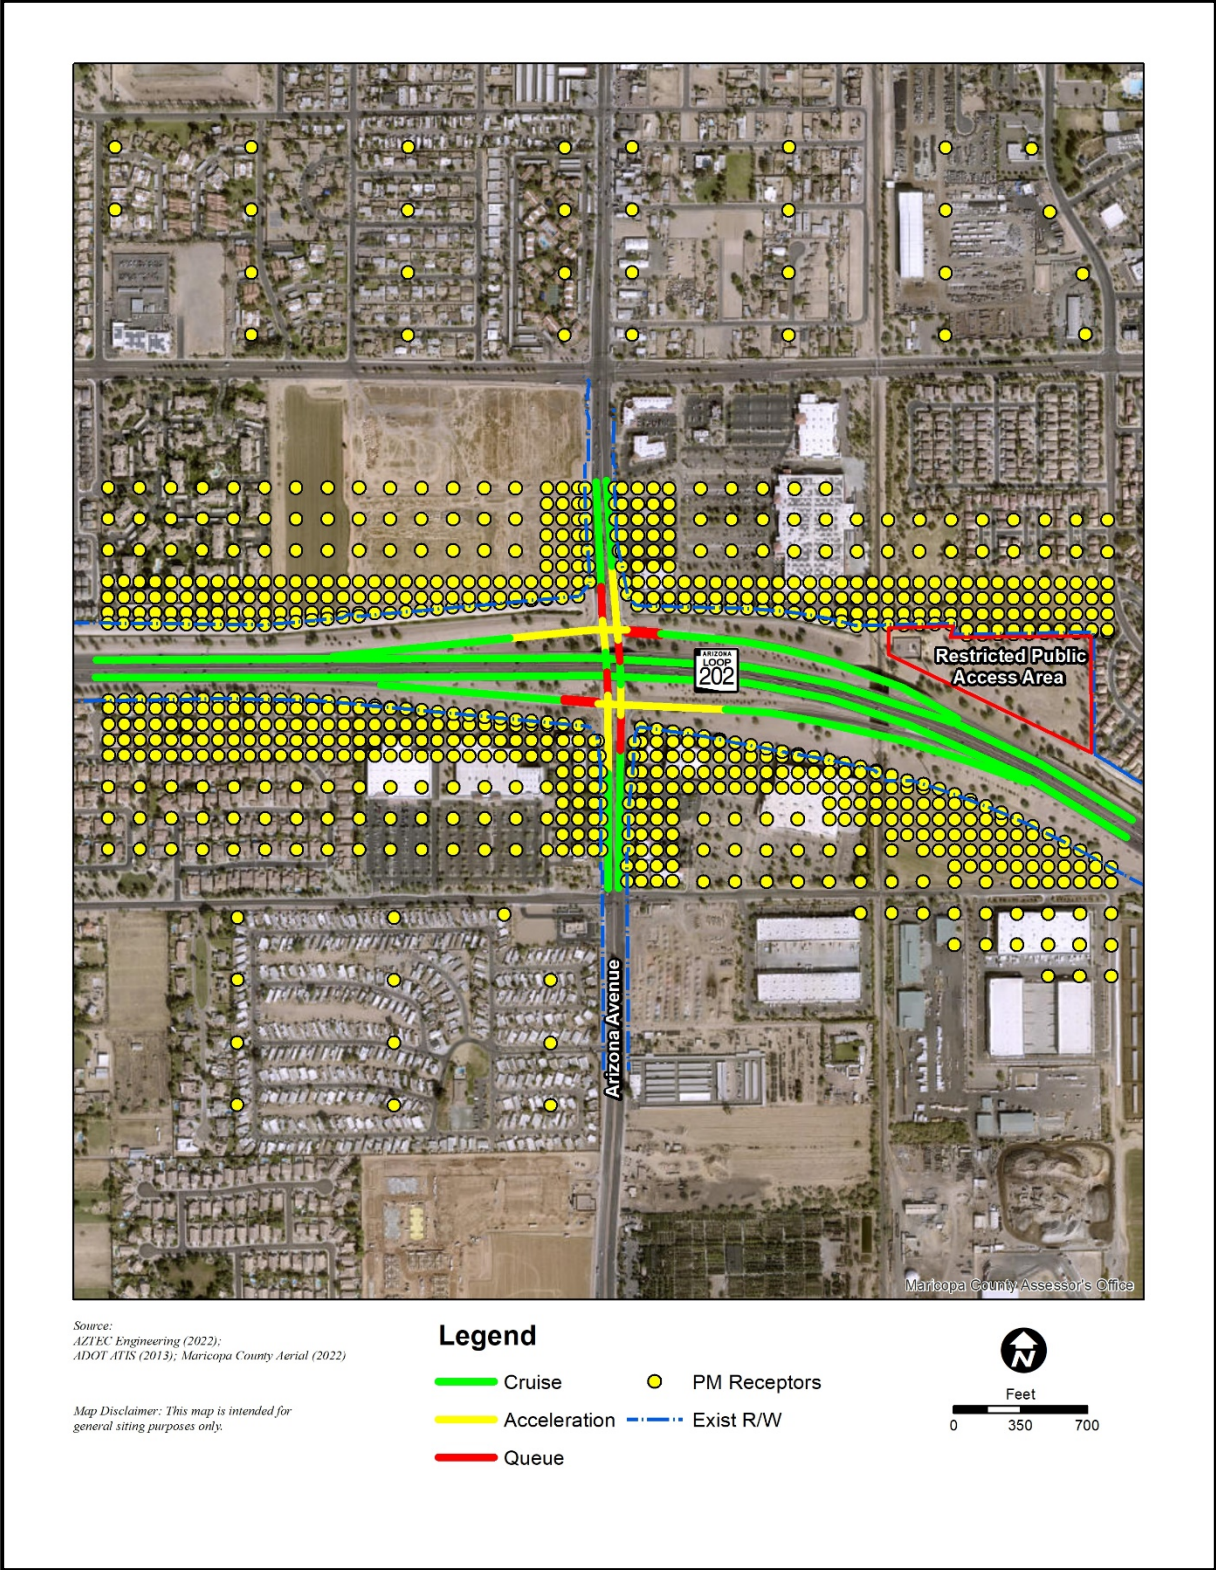 ARIZONA
LOOP
202
Restricted Public
Access Area
Arizona Avenue
Maricopa County Assessor's Office
Source:
AZTEC Engineering (2022);
ADOT ATIS (2013); Maricopa County Aerial (2022)
Map Disclaimer: This map is intended for
general siting purposes only.
Legend
Cruise
PM Receptors
Acceleration
Exist R/W
Queue
N
Feet
0 350 700